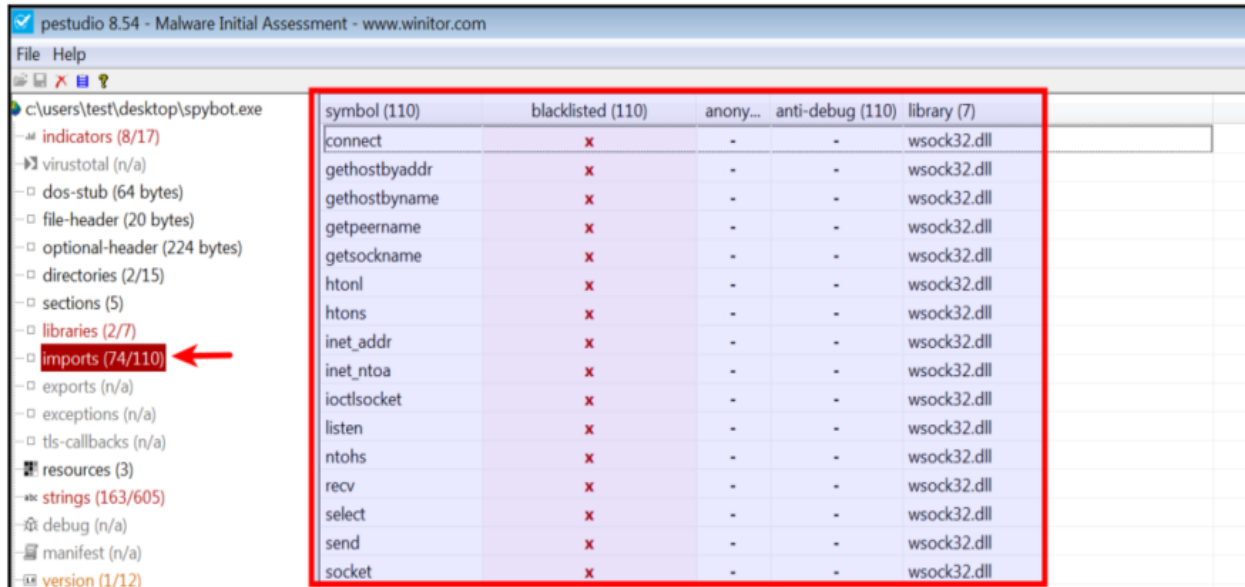 pestudio 8.54 - Malware Initial Assessment - www.winitor.com
File Help
c:\users\test\desktop\spybot.exe
indicators (8/17)
virustotal (n/a)
dos-stub (64 bytes)
file-header (20 bytes)
optional-header (224 bytes)
directories (2/15)
sections (5)
libraries (2/7)
imports (74/110)
exports (n/a)
exceptions (n/a)
tls-callbacks (n/a)
resources (3)
abc strings (163/605)
debug (n/a)
manifest (n/a)
version (1/12)
symbol (110) blacklisted (110) anony... anti-debug (110) library (7)
connect x - - wsock32.dll
gethostbyaddr x - - wsock32.dll
gethostbyname x - - wsock32.dll
getpeername x - - wsock32.dll
getsockname x - - wsock32.dll
htonl x - - wsock32.dll
htons x - - wsock32.dll
inet_addr x - - wsock32.dll
inet_ntoa x - - wsock32.dll
ioctlsocket x - - wsock32.dll
listen x - - wsock32.dll
ntohs x - - wsock32.dll
recv x - - wsock32.dll
select x - - wsock32.dll
send x - - wsock32.dll
socket x - - wsock32.dll